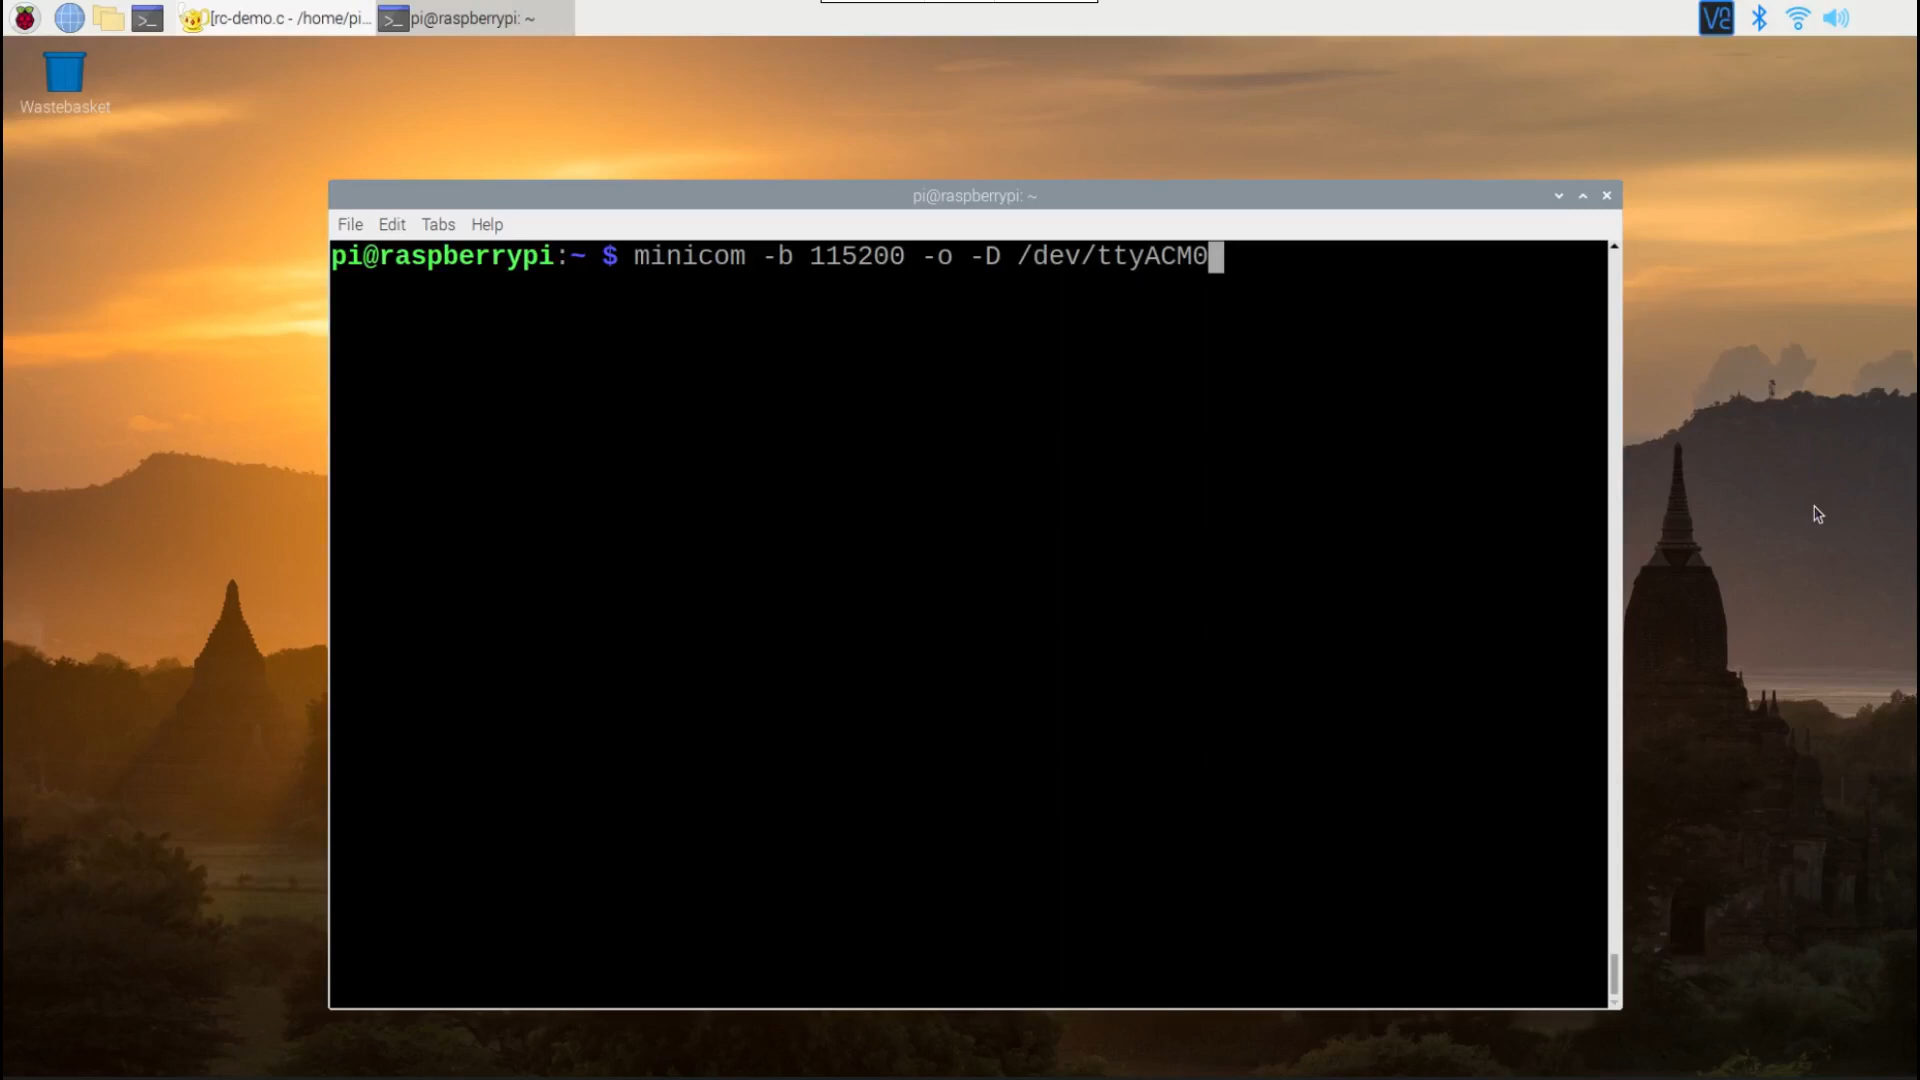 [rc-demo.c - /home/pi... pi@raspberrypi: ~
Wastebasket
pi@raspberrypi: ~
File Edit Tabs Help
pi@raspberrypi:~ $ minicom -b 115200 -o -D /dev/ttyACM0